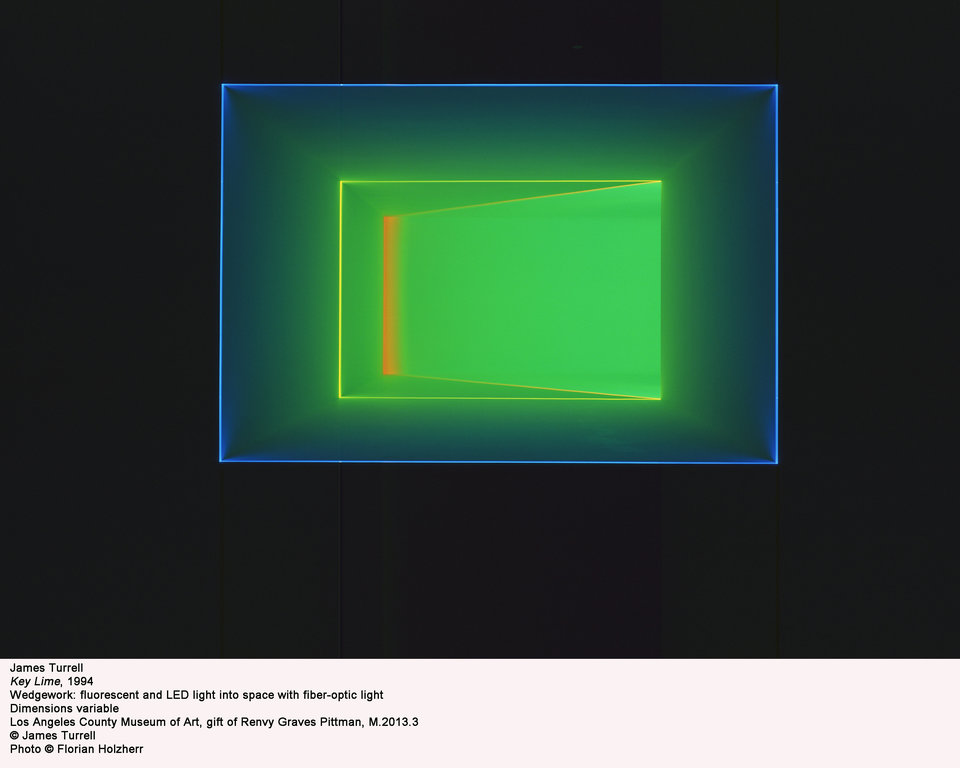 James Turrell
Key Lime, 1994
Wedgework: fluorescent and LED light into space with fiber-optic light
Dimensions variable
Los Angeles County Museum of Art, gift of Renvy Graves Pittman, M.2013.3
© James Turrell
Photo © Florian Holzherr